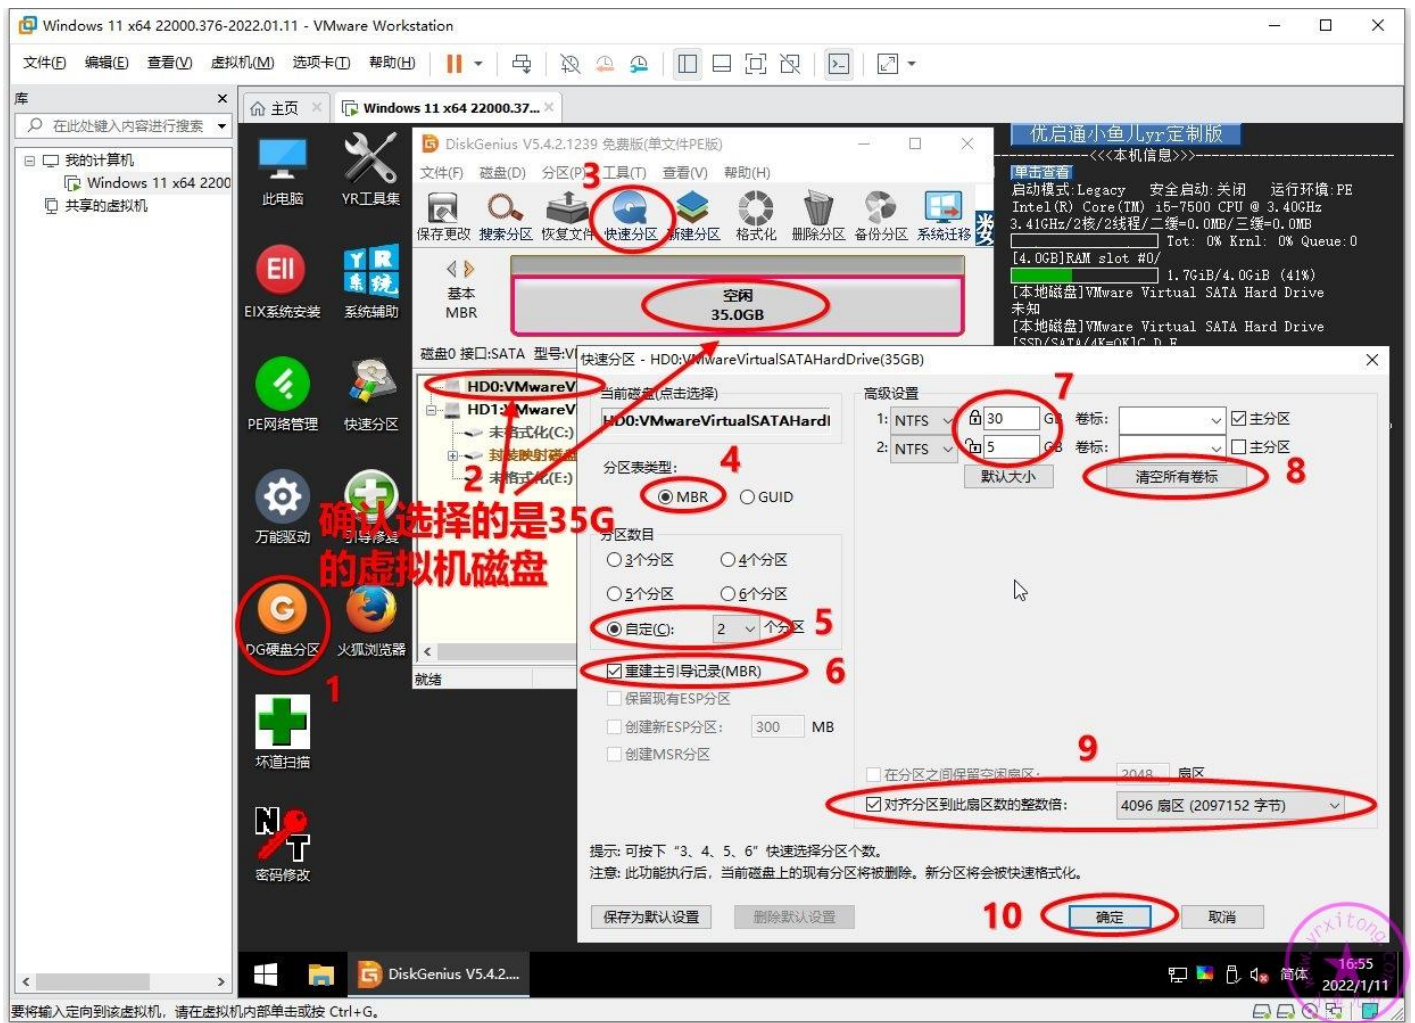 Windows 11 x64 22000.376-2022.01.11 - VMware Workstation
文件(F) 编辑(E) 查看(V) 虚拟机(M) 选项卡(T) 帮助(H)
库
在此处键入内容进行搜索
我的计算机
Windows 11 x64 2200
共享的虚拟机
主页
Windows 11 x64 22000.37...
此电脑
YR工具集
EII
EIX系统安装
YR系统
系统辅助
PE网络管理
快速分区
万能驱动
引导修复
DG硬盘分区
火狐浏览器
坏道扫描
NT
密码修改
1
DiskGenius V5.4.2.1239 免费版(单文件PE版)
文件(F) 磁盘(D) 分区(P) 工具(T) 查看(V) 帮助(H)
3
保存更改 搜索分区 恢复文件 快速分区 新建分区 格式化 删除分区 备份分区 系统迁移
基本
MBR
空闲
35.0GB
磁盘0 接口:SATA 型号:VM
HD0:VMwareV
HD1:VMwareV
未格式化(C:)
封装映射磁盘
未格式化(E:)
2
确认选择的是35G
的虚拟机磁盘
就绪
优启通小鱼儿yr定制版
-----------<<<本机信息>>>-----------
单击查看
启动模式:Legacy 安全启动:关闭 运行环境:PE
Intel(R) Core(TM) i5-7500 CPU @ 3.40GHz
3.41GHz/2核/2线程/二缓=0.0MB/三缓=0.0MB
Tot: 0% Krnl: 0% Queue:0
[4.0GB]RAM slot #0/
1.7GiB/4.0GiB (41%)
[本地磁盘]VMware Virtual SATA Hard Drive
未知
[本地磁盘]VMware Virtual SATA Hard Drive
[SSD/SATA/4K=OK]C D E
快速分区 - HD0:VMwareVirtualSATAHardDrive(35GB)
当前磁盘(点击选择)
HD0:VMwareVirtualSATAHardI
分区表类型:
4
MBR GUID
分区数目
3个分区 4个分区
5个分区 6个分区
自定(C): 2 个分区
5
重建主引导记录(MBR)
6
保留现有ESP分区
创建新ESP分区: 300 MB
创建MSR分区
高级设置
7
1: NTFS 30 GB 卷标: 主分区
2: NTFS 5 GB 卷标: 主分区
默认大小 清空所有卷标
8
9
在分区之间保留空闲扇区: 2048 扇区
对齐分区到此扇区数的整数倍: 4096 扇区 (2097152 字节)
提示: 可按下“3、4、5、6”快速选择分区个数。
注意: 此功能执行后，当前磁盘上的现有分区将被删除。新分区将会被快速格式化。
保存为默认设置 删除默认设置 10 确定 取消
DiskGenius V5.4.2....
简体
16:55
2022/1/11
要将输入定向到该虚拟机，请在虚拟机内部单击或按 Ctrl+G。